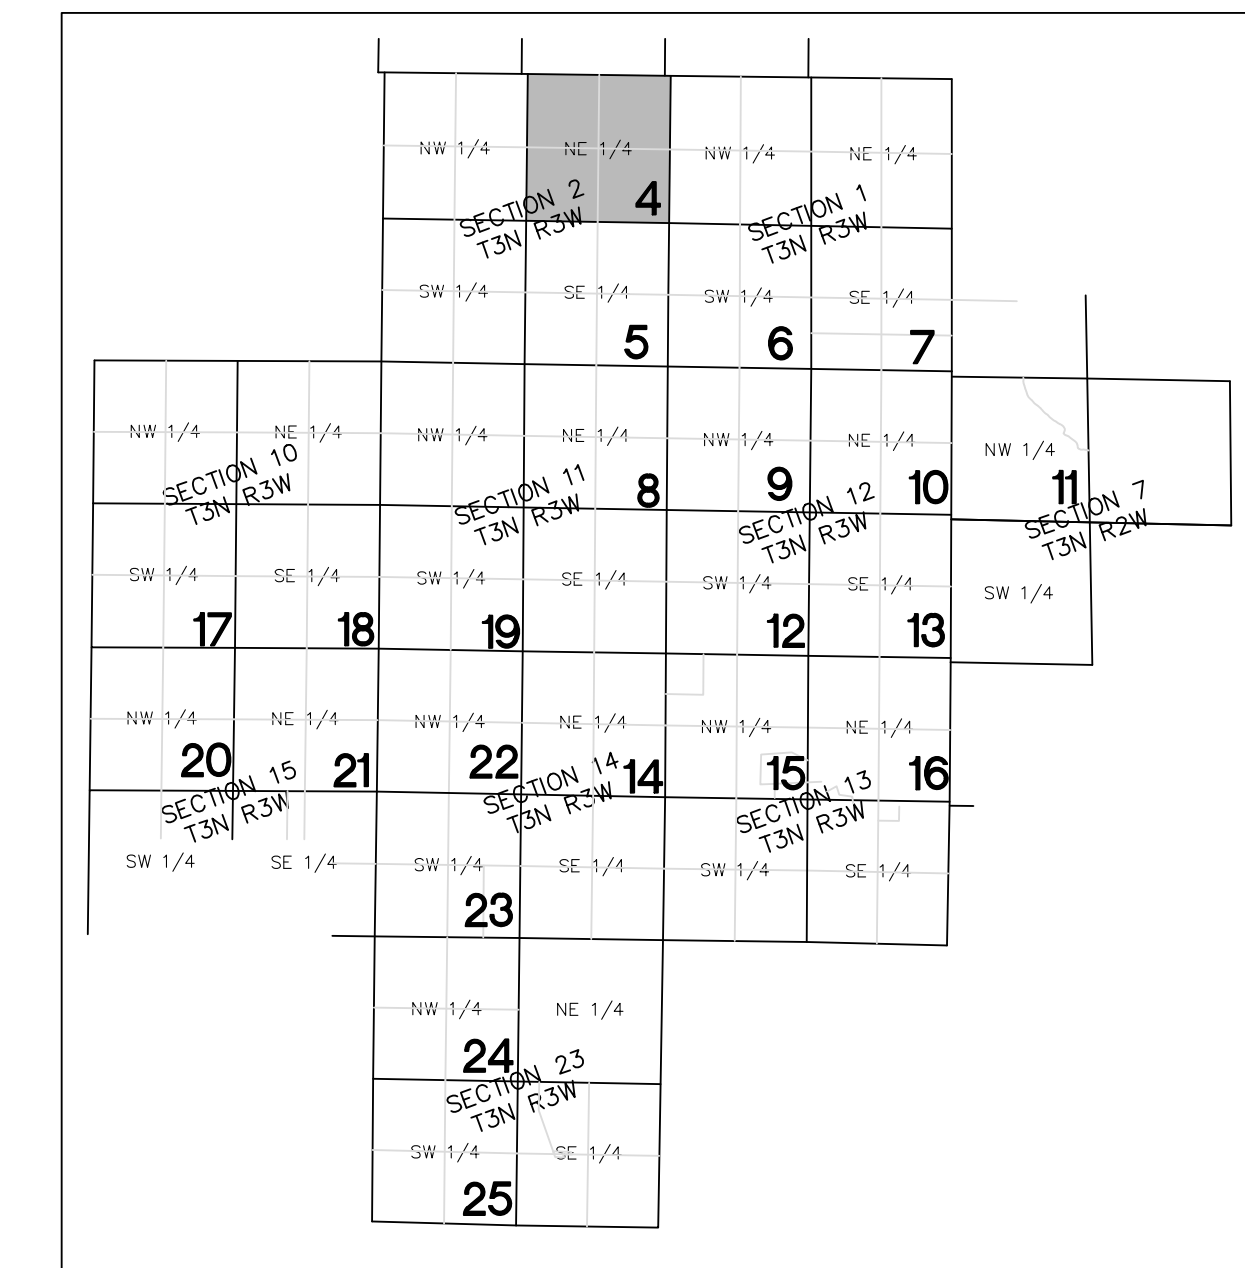 NW 1/4
NE 1/4
NW 1/4
NE 1/4
4
SECTION 2
T3N R3W
SECTION 1
T3N R3W
SW 1/4
SE 1/4
SW 1/4
SE 1/4
5
6
7
NW 1/4
NE 1/4
NW 1/4
NE 1/4
NW 1/4
NE 1/4
NW 1/4
SECTION 10
T3N R3W
SECTION 11
T3N R3W
8
9
SECTION 12
T3N R3W
10
11
SECTION 7
T3N R2W
SW 1/4
SE 1/4
SW 1/4
SE 1/4
SW 1/4
SE 1/4
SW 1/4
17
18
19
12
13
NW 1/4
NE 1/4
NW 1/4
NE 1/4
NW 1/4
NE 1/4
20
21
22
14
15
16
SECTION 15
T3N R3W
SECTION 14
T3N R3W
SECTION 13
T3N R3W
SW 1/4
SE 1/4
SW 1/4
SE 1/4
SW 1/4
SE 1/4
23
NW 1/4
NE 1/4
24
SECTION 23
T3N R3W
SW 1/4
SE 1/4
25